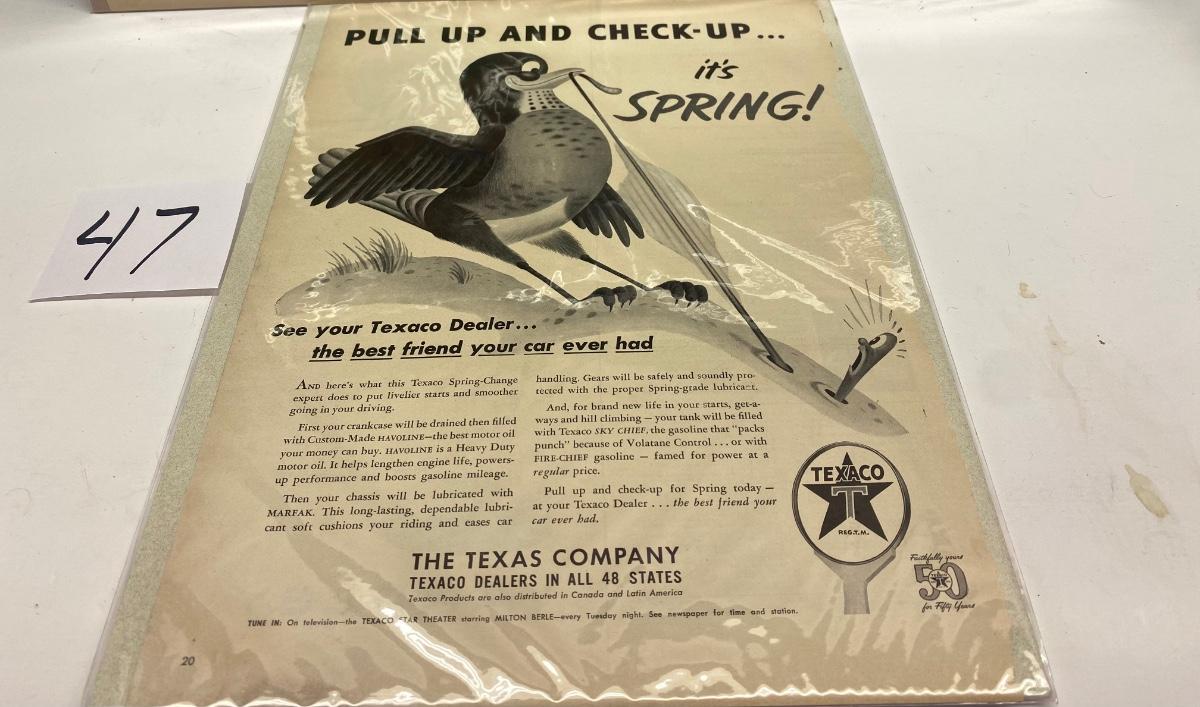 PULL UP AND CHECK-UP...
it's
SPRING!
47
See your Texaco Dealer...
the best friend your car ever had
AND here's what this Texaco Spring-Change
expert does to put livelier starts and smoother
going in your driving.
First your crankcase will be drained then filled
with Custom-Made HAVOLINE—the best motor oil
your money can buy. HAVOLINE is a Heavy Duty
motor oil. It helps lengthen engine life, powers-
up performance and boosts gasoline mileage.
Then your chassis will be lubricated with
MARFAK. This long-lasting, dependable lubri-
cant soft cushions your riding and eases car
handling. Gears will be safely and soundly pro-
tected with the proper Spring-grade lubricant.
And, for brand new life in your starts, get-a-
ways and hill climbing — your tank will be filled
with Texaco SKY CHIEF, the gasoline that "packs
punch" because of Volatane Control . . . or with
FIRE-CHIEF gasoline — famed for power at a
regular price.
Pull up and check-up for Spring today —
at your Texaco Dealer . . . the best friend your
car ever had.
TEXACO
T
REG.T.M.
THE TEXAS COMPANY
TEXACO DEALERS IN ALL 48 STATES
Texaco Products are also distributed in Canada and Latin America
Faithfully yours
50
for Fifty Years
TUNE IN: On television—the TEXACO STAR THEATER starring MILTON BERLE—every Tuesday night. See newspaper for time and station.
20